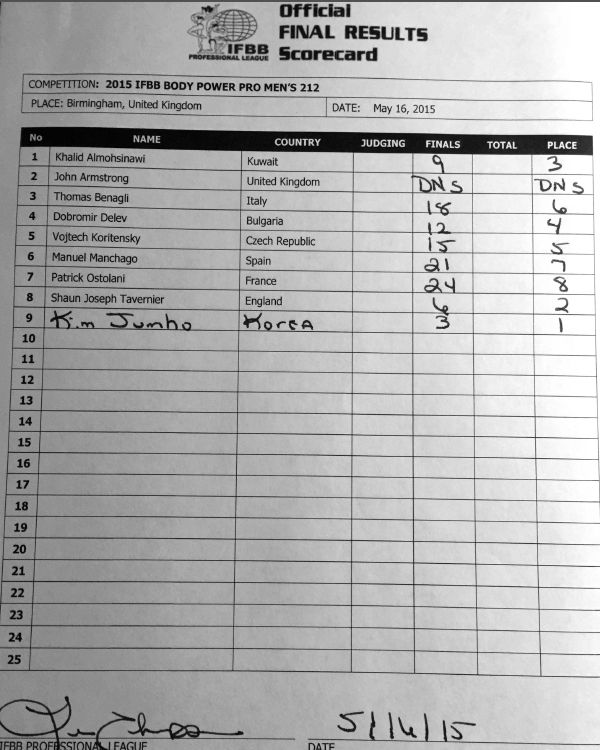 Official
FINAL RESULTS
Scorecard
IFBB
PROFESSIONAL LEAGUE
COMPETITION: 2015 IFBB BODY POWER PRO MEN'S 212
PLACE: Birmingham, United Kingdom DATE: May 16, 2015
No NAME COUNTRY JUDGING FINALS TOTAL PLACE
1 Khalid Almohsinawi Kuwait 9 3
2 John Armstrong United Kingdom DNS DNS
3 Thomas Benagli Italy 18 6
4 Dobromir Delev Bulgaria 12 4
5 Vojtech Koritensky Czech Republic 15 5
6 Manuel Manchago Spain 21 7
7 Patrick Ostolani France 24 8
8 Shaun Joseph Tavernier England 6 2
9 Kim Jumho Korea 3 1
10
11
12
13
14
15
16
17
18
19
20
21
22
23
24
25
5/16/15
IFBB PROFESSIONAL LEAGUE DATE